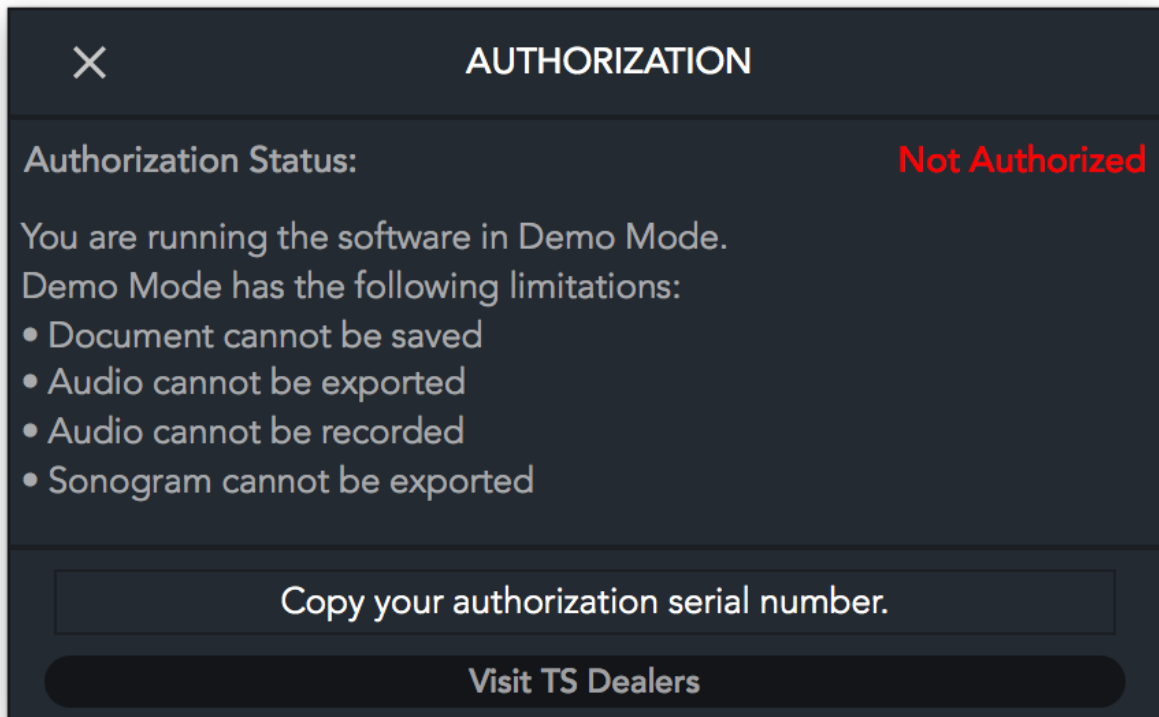 AUTHORIZATION
Authorization Status: Not Authorized
You are running the software in Demo Mode.
Demo Mode has the following limitations:
• Document cannot be saved
• Audio cannot be exported
• Audio cannot be recorded
• Sonogram cannot be exported
Copy your authorization serial number.
Visit TS Dealers